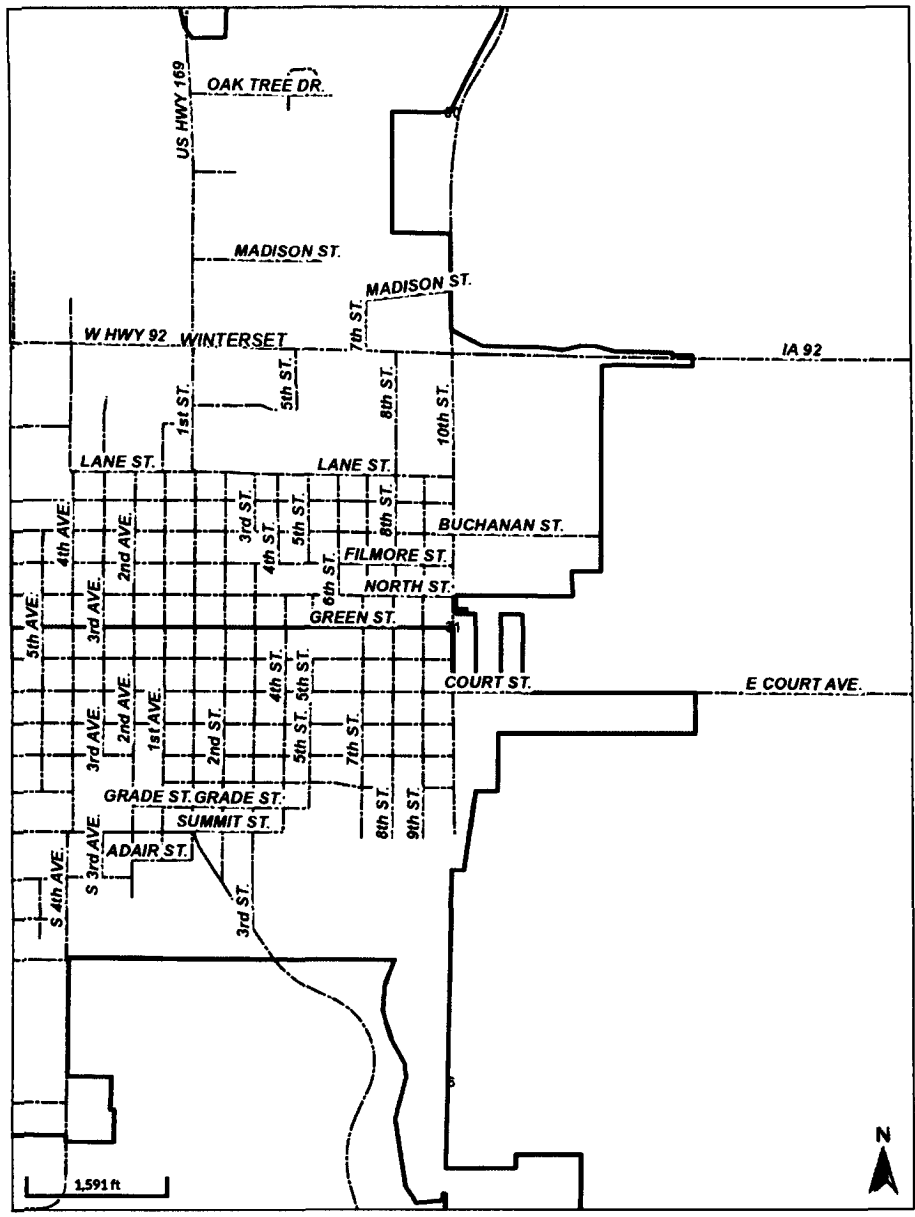 OAK TREE DR.
US HWY 169
MADISON ST.
MADISON ST.
7th ST.
W HWY 92
WINTERSET
IA 92
5th ST.
8th ST.
1st ST.
10th ST.
LANE ST.
LANE ST.
3rd ST.
5th ST.
8th ST.
4th AVE.
2nd AVE.
BUCHANAN ST.
4th ST.
FILMORE ST.
6th ST.
NORTH ST.
5th AVE.
3rd AVE.
GREEN ST.
4th ST.
5th ST.
COURT ST.
E COURT AVE.
3rd AVE.
2nd AVE.
1st AVE.
2nd ST.
5th ST.
7th ST.
GRADE ST.
GRADE ST.
8th ST.
9th ST.
SUMMIT ST.
S 3rd AVE.
ADAIR ST.
S 4th AVE.
3rd ST.
6
N
1,591 ft